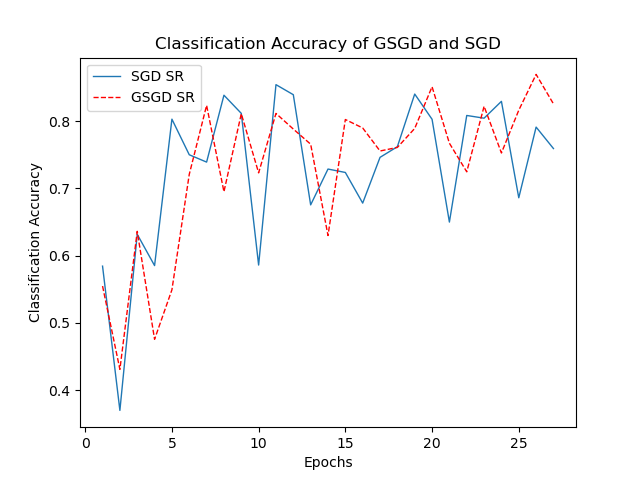 Classification Accuracy of GSGD and SGD
SGD SR
GSGD SR
Classification Accuracy
0.8
0.7
0.6
0.5
0.4
0 5 10 15 20 25
Epochs